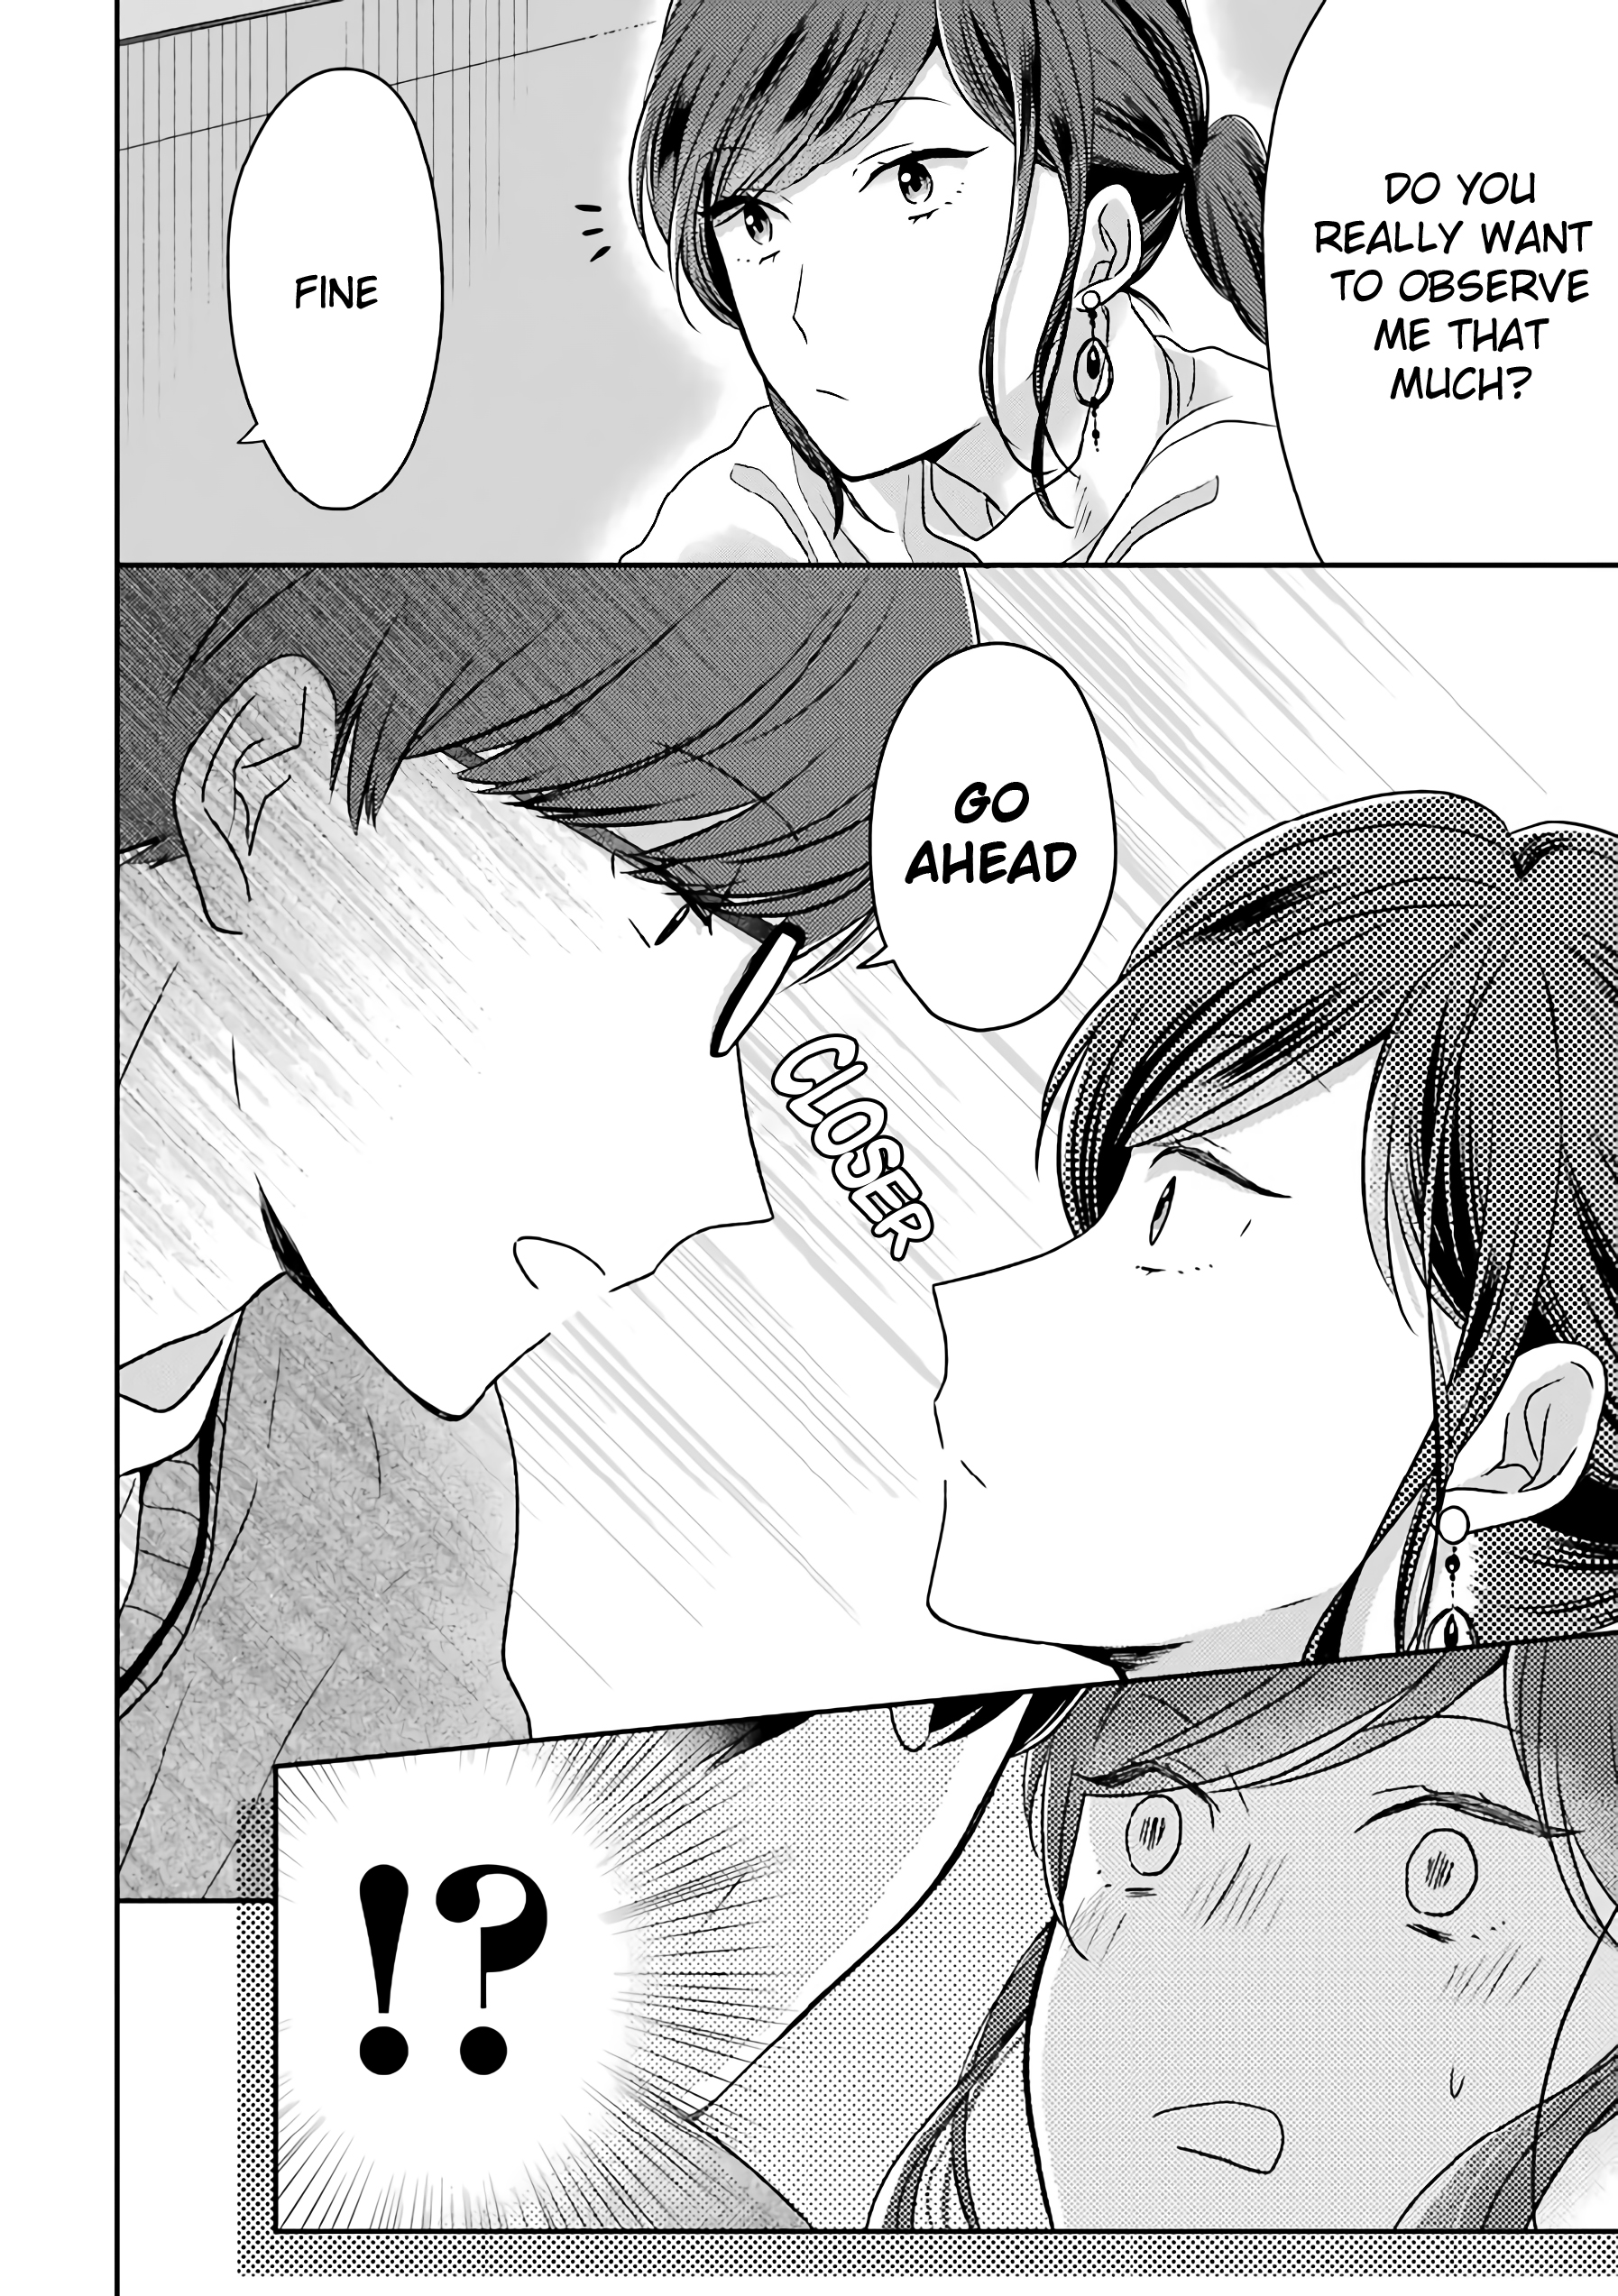 DO YOU
REALLY WANT
TO OBSERVE
ME THAT
MUCH?
FINE
GO
AHEAD
CLOSER
!?